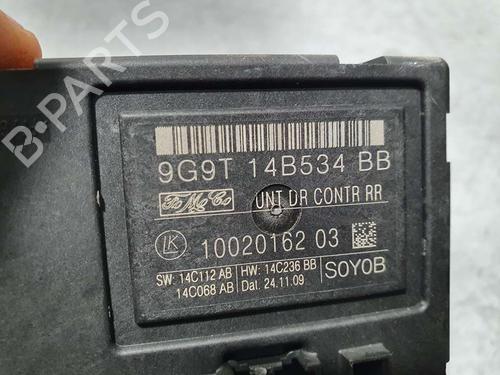 B-PARTS
9G9T 14B534 BB
FoMoCo UNT DR CONTR RR
LK 10020162 03
SW: 14C112 AB HW: 14C236 BB SOYOB
14C068 AB Dat. 24.11.09